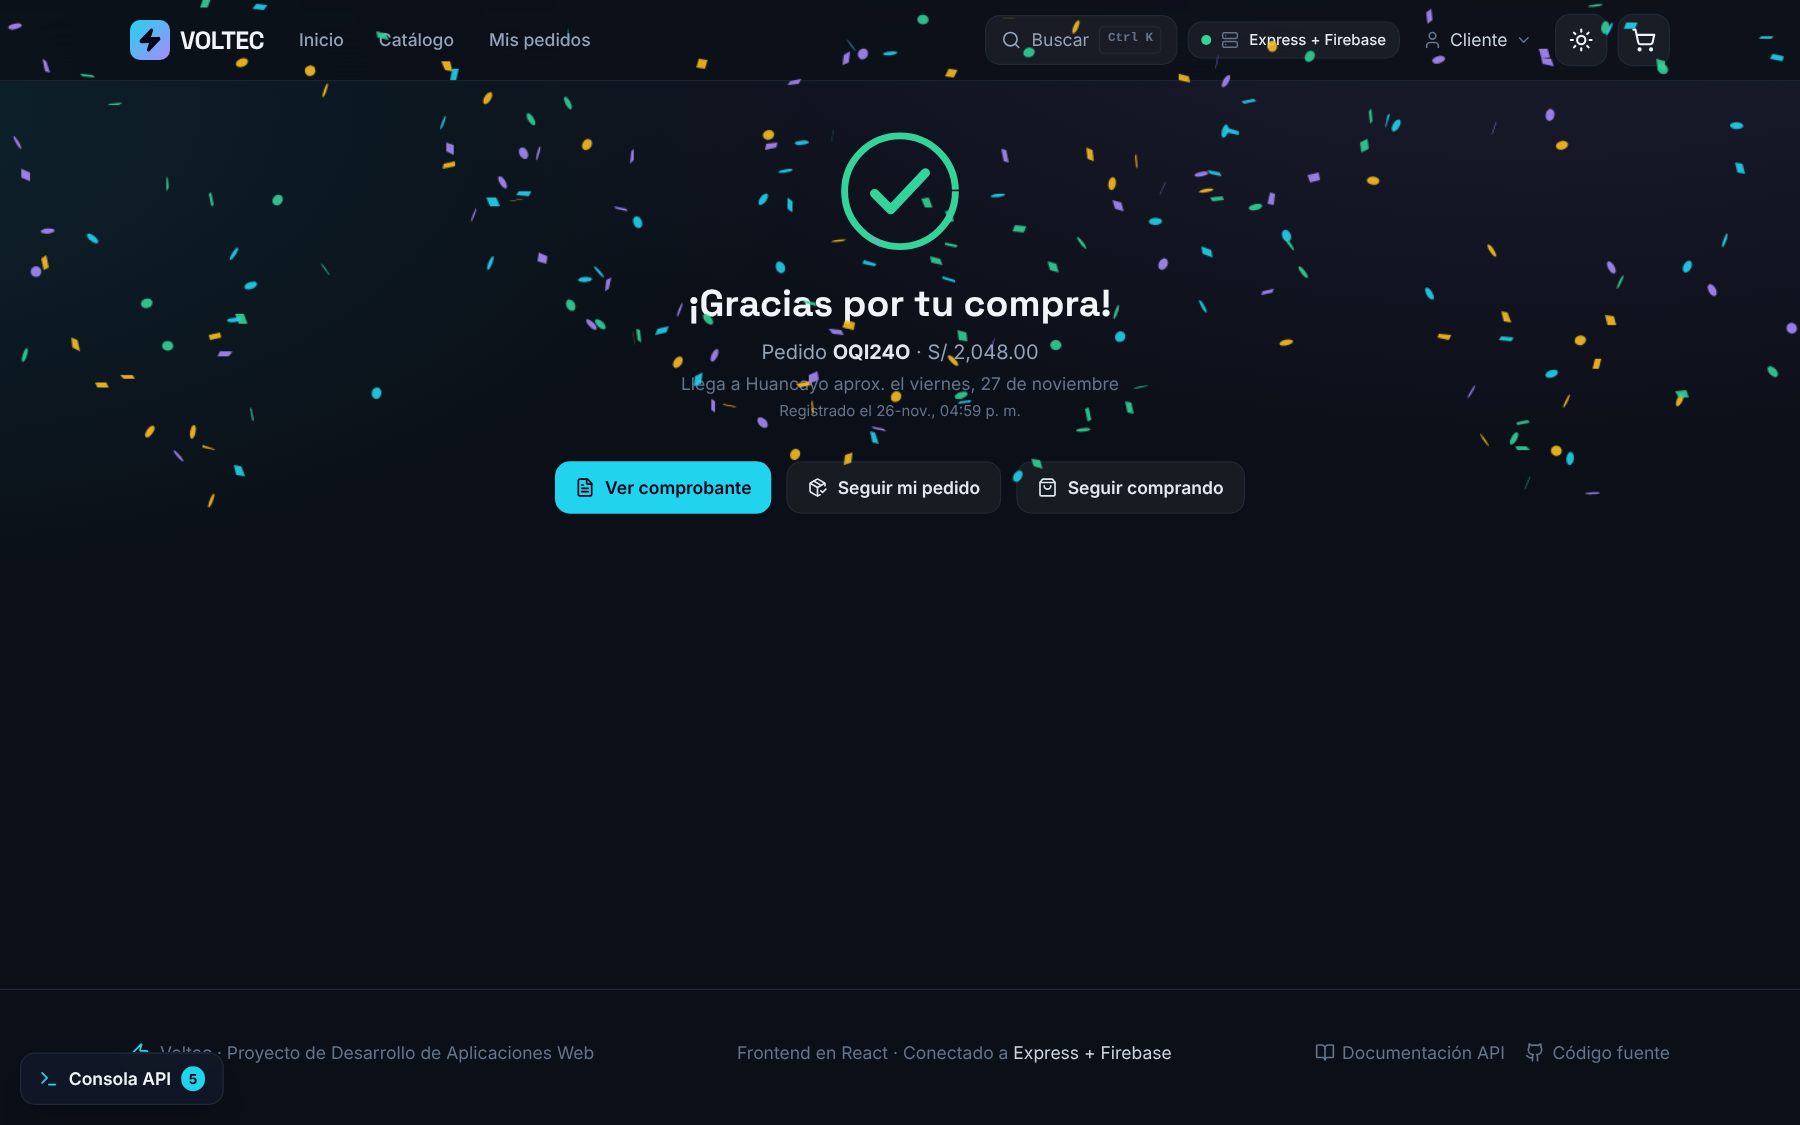 VOLTEC
Inicio
Catálogo
Mis pedidos
Buscar
Ctrl K
Express + Firebase
Cliente
¡Gracias por tu compra!
Pedido OQI24O · S/ 2,048.00
Llega a Huancayo aprox. el viernes, 27 de noviembre
Registrado el 26-nov., 04:59 p. m.
Ver comprobante
Seguir mi pedido
Seguir comprando
Voltec · Proyecto de Desarrollo de Aplicaciones Web
Frontend en React · Conectado a Express + Firebase
Documentación API
Código fuente
Consola API 5